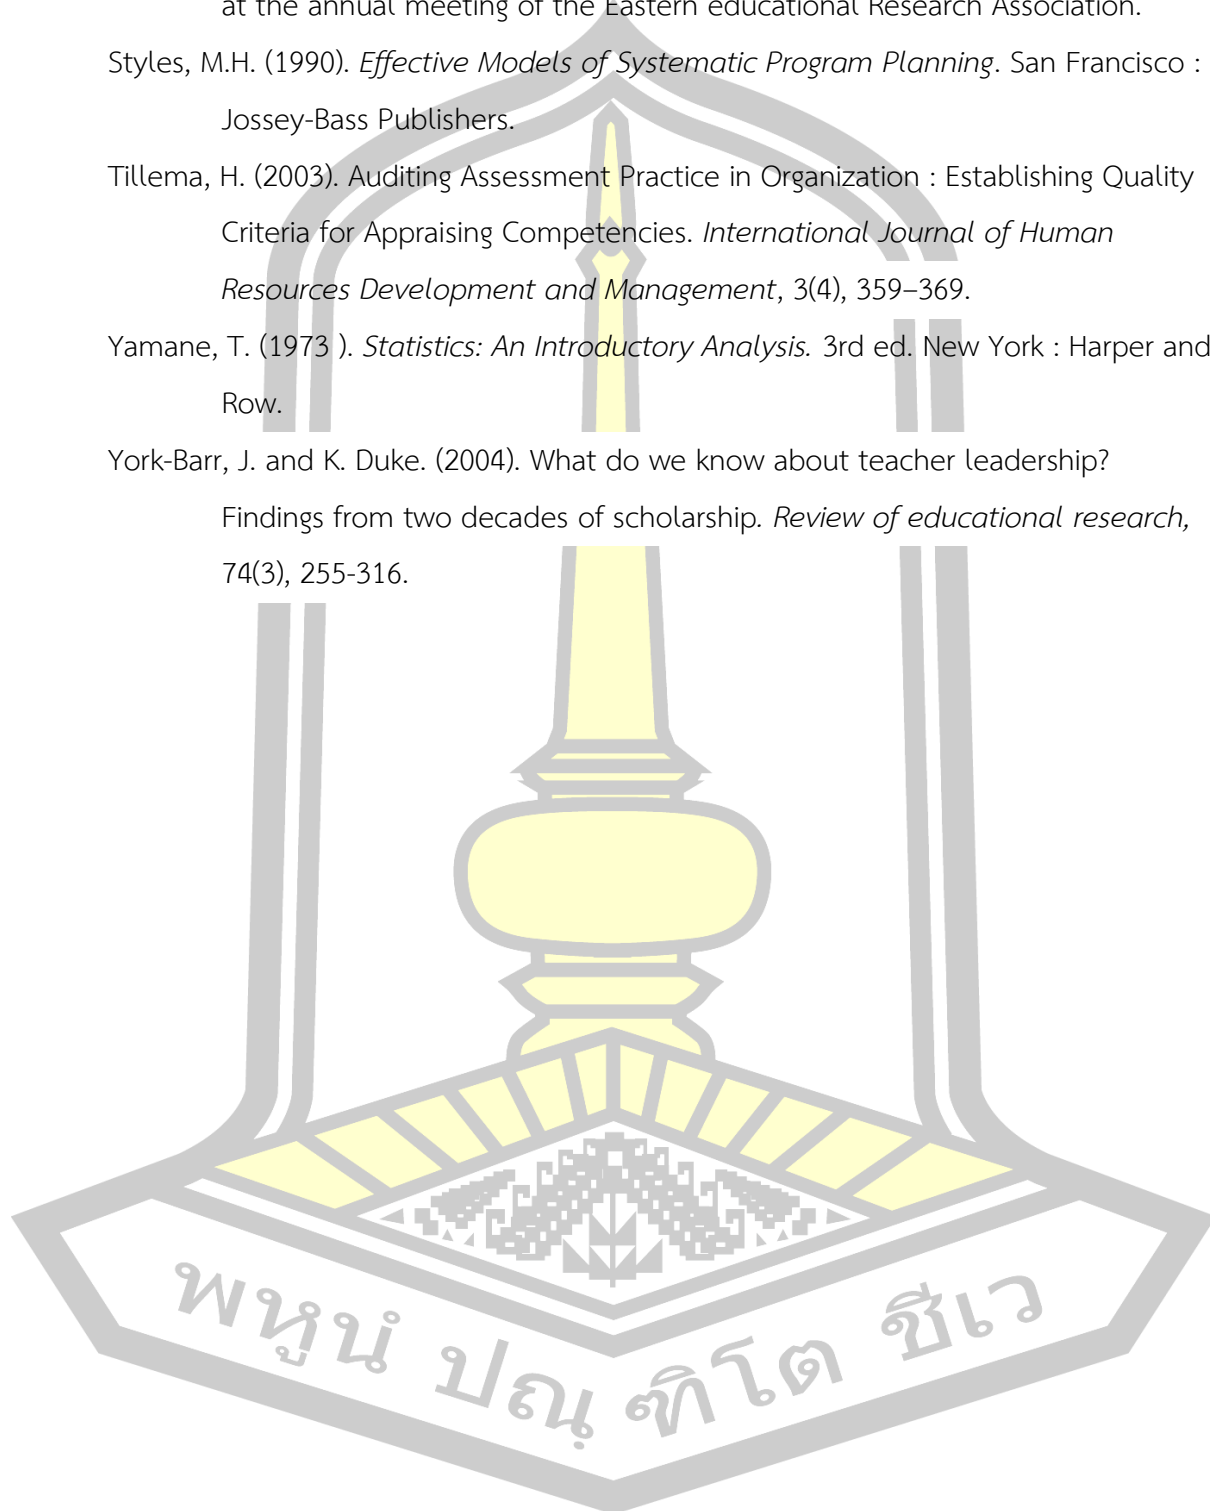 at the annual meeting of the Eastern educational Research Association.
Styles, M.H. (1990). Effective Models of Systematic Program Planning. San Francisco :
Jossey-Bass Publishers.
Tillema, H. (2003). Auditing Assessment Practice in Organization : Establishing Quality
Criteria for Appraising Competencies. International Journal of Human
Resources Development and Management, 3(4), 359–369.
Yamane, T. (1973 ). Statistics: An Introductory Analysis. 3rd ed. New York : Harper and
Row.
York-Barr, J. and K. Duke. (2004). What do we know about teacher leadership?
Findings from two decades of scholarship. Review of educational research,
74(3), 255-316.
พหูนํ ปณฺ ฑิโต ชีเว